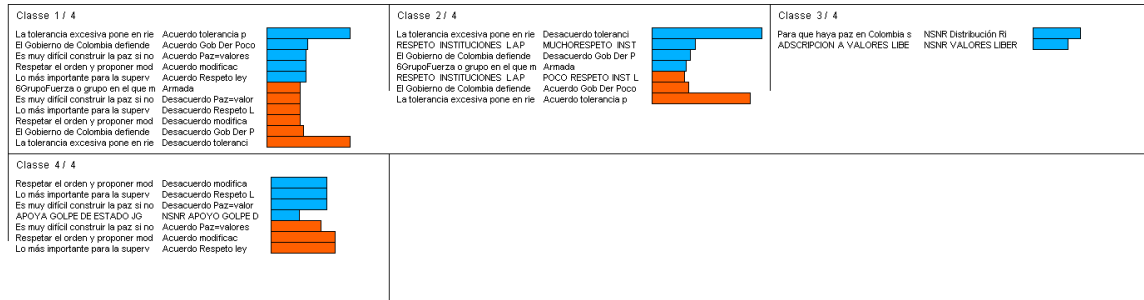 Classe 1 / 4
La tolerancia excesiva pone en rie Acuerdo tolerancia p
El Gobierno de Colombia defiende Acuerdo Gob Der Poco
Es muy difícil construir la paz si no Acuerdo Paz=valores
Respetar el orden y proponer mod Acuerdo modificac
Lo más importante para la superv Acuerdo Respeto ley
6GrupoFuerza o grupo en el que m Armada
Es muy difícil construir la paz si no Desacuerdo Paz=valor
Lo más importante para la superv Desacuerdo Respeto L
Respetar el orden y proponer mod Desacuerdo modifica
El Gobierno de Colombia defiende Desacuerdo Gob Der P
La tolerancia excesiva pone en rie Desacuerdo toleranci
Classe 2 / 4
La tolerancia excesiva pone en rie Desacuerdo toleranci
RESPETO INSTITUCIONES LAP MUCHORESPETO INST
El Gobierno de Colombia defiende Desacuerdo Gob Der P
6GrupoFuerza o grupo en el que m Armada
RESPETO INSTITUCIONES LAP POCO RESPETO INST L
El Gobierno de Colombia defiende Acuerdo Gob Der Poco
La tolerancia excesiva pone en rie Acuerdo tolerancia p
Classe 3 / 4
Para que haya paz en Colombia s NSNR Distribución Ri
ADSCRIPCION A VALORES LIBE NSNR VALORES LIBER
Classe 4 / 4
Respetar el orden y proponer mod Desacuerdo modifica
Lo más importante para la superv Desacuerdo Respeto L
Es muy difícil construir la paz si no Desacuerdo Paz=valor
APOYA GOLPE DE ESTADO JG NSNR APOYO GOLPE D
Es muy difícil construir la paz si no Acuerdo Paz=valores
Respetar el orden y proponer mod Acuerdo modificac
Lo más importante para la superv Acuerdo Respeto ley